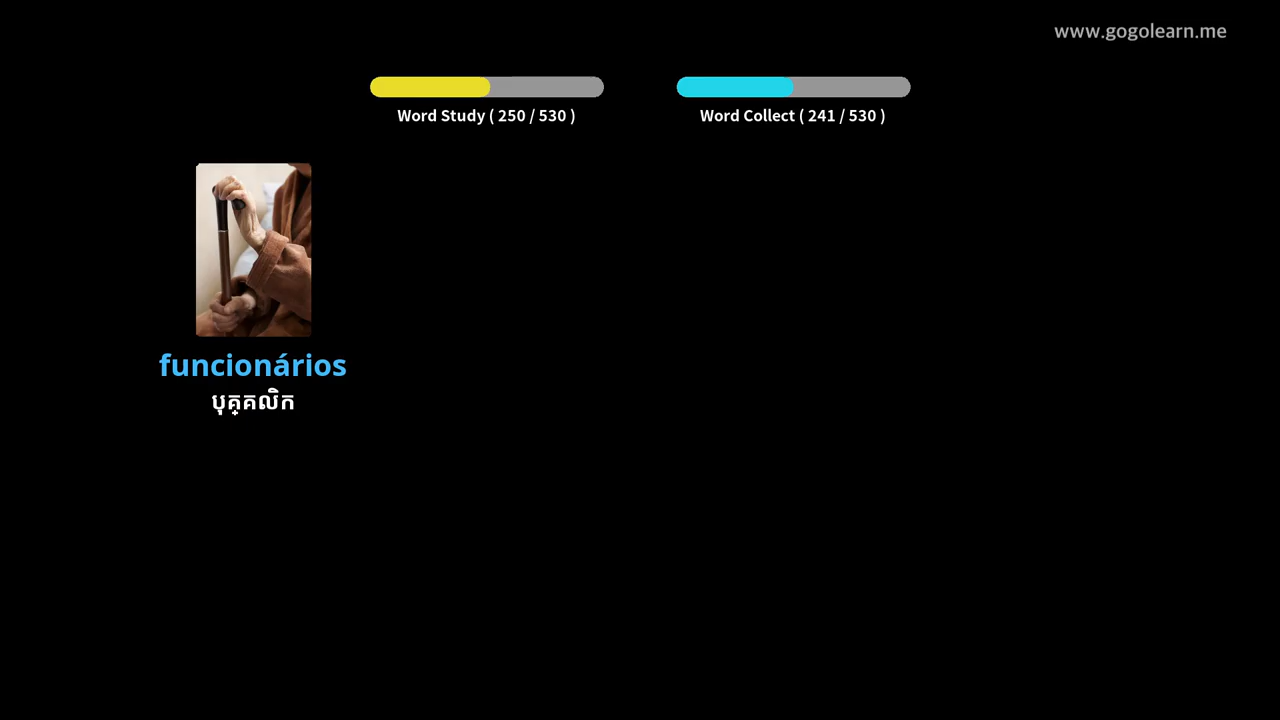 www.gogolearn.me
Word Study ( 250 / 530 )
Word Collect ( 241 / 530 )
funcionários
បុគ្គលិក